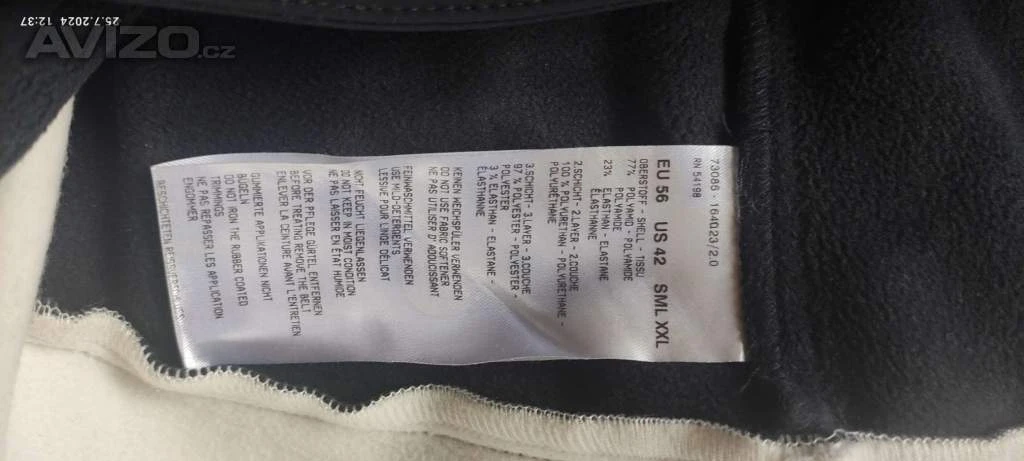 25.7.2024 12:37
AVIZO.cz
73086 - 164023/2.0
RN 54198
EU 56 US 42 SML XXL
OBERSTOFF - SHELL - TISSU
77% POLYAMID - POLYAMIDE
POLYAMID
23% ELASTHAN - ELASTANE
ÉLASTHANNE
2.SCHICHT- 2.LAYER - 2.COUCHE
100 % POLYURETHAN - POLYURETHANE -
POLYURÉTHANE
3.SCHICHT- 3.LAYER - 3.COUCHE
97 % POLYESTER - POLYESTER -
POLYESTER
3 % ELASTHAN - ELASTANE -
ÉLASTHANNE
KEINEN WEICHSPÜLER VERWENDEN
DO NOT USE FABRIC SOFTENER
NE PAS UTILISER D' ADOUCISSANT
FEINWASCHMITTEL VERWENDEN
USE MILD-DETERGENTS
LESSIVE POUR LINGE DÉLICAT
NICHT FEUCHT LIEGENLASSEN
DO NOT KEEP IN MOIST CONDITION
NE PAS LAISSER EN ÉTAT HUMIDE
VOR DER PFLEGE GÜRTEL ENTFERNEN
BEFORE TREATING REMOVE THE BELT
ENLEVER LA CEINTURE AVANT L'ENTRETIEN
GUMMIERTE APPLIKATIONEN NICHT
BÜGELN
DO NOT IRON THE RUBBER COATED
TRIMMINGS
NE PAS REPASSER LES APPLICATION
ENGOMMER